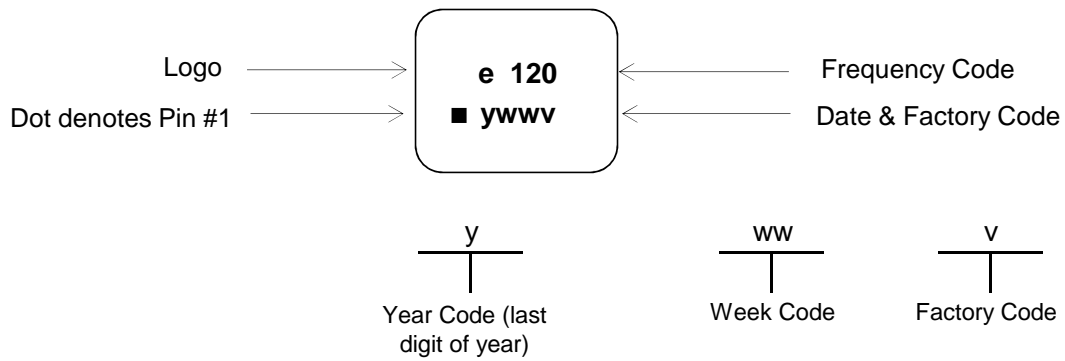 Logo
e 120
Frequency Code
Dot denotes Pin #1
■ ywwv
Date & Factory Code
y
ww
v
Year Code (last
digit of year)
Week Code
Factory Code